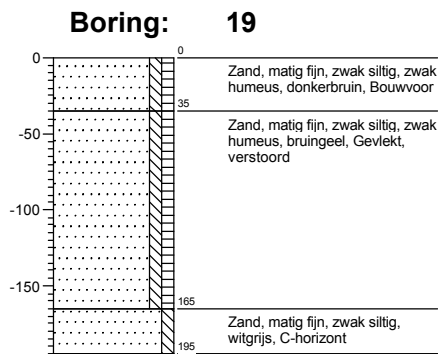 Boring: 19
0
0
Zand, matig fijn, zwak siltig, zwak
humeus, donkerbruin, Bouwvoor
35
Zand, matig fijn, zwak siltig, zwak
humeus, bruingeel, Gevlekt,
verstoord
-50
-100
-150
165
Zand, matig fijn, zwak siltig,
witgrijs, C-horizont
195